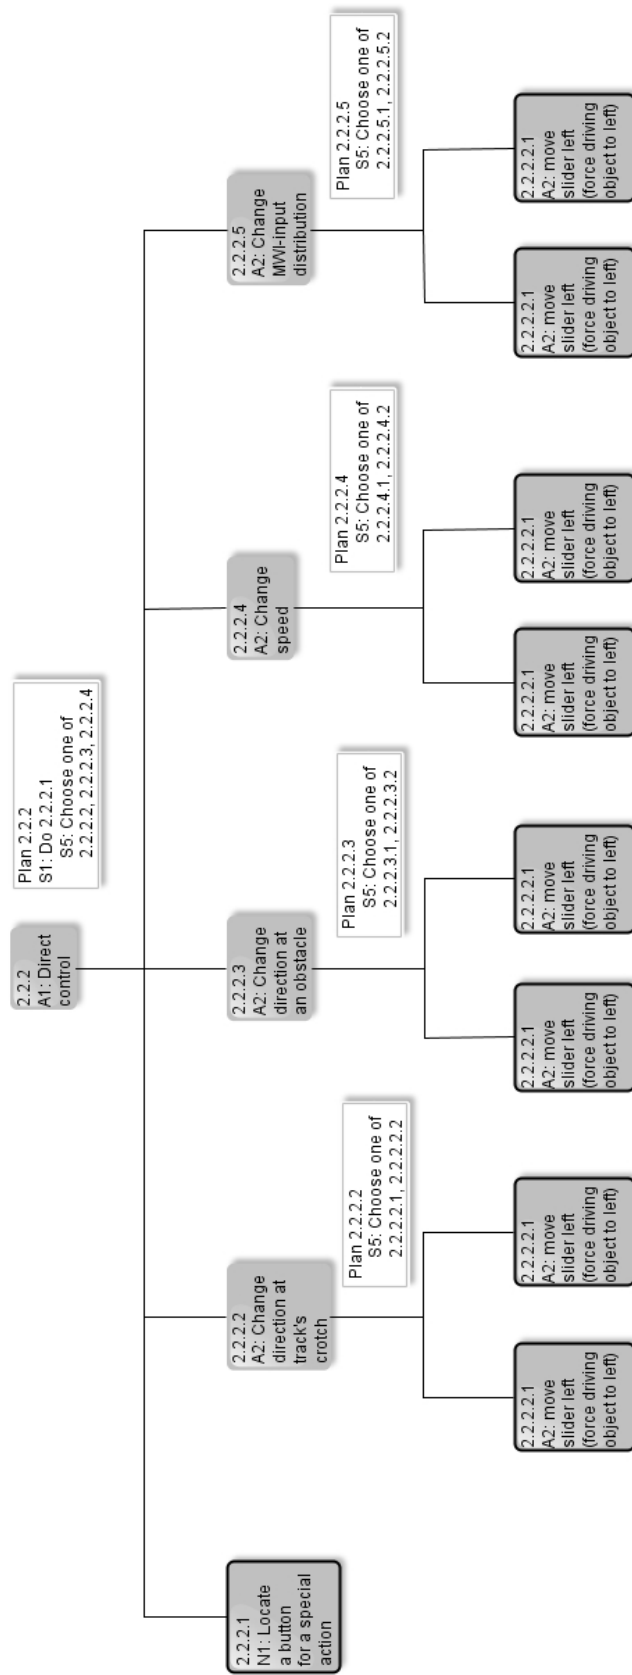 2.2.2
A1: Direct
control
Plan 2.2.2
S1: Do 2.2.2.1
S5: Choose one of
2.2.2.2, 2.2.2.3, 2.2.2.4
2.2.2.1
N1: Locate
a button
for a special
action
2.2.2.2
A2: Change
direction at
track's
crotch
Plan 2.2.2.2
S5: Choose one of
2.2.2.2.1, 2.2.2.2.2
2.2.2.3
A2: Change
direction at
an obstacle
Plan 2.2.2.3
S5: Choose one of
2.2.2.3.1, 2.2.2.3.2
2.2.2.4
A2: Change
speed
Plan 2.2.2.4
S5: Choose one of
2.2.2.4.1, 2.2.2.4.2
2.2.2.5
A2: Change
MWI-input
distribution
Plan 2.2.2.5
S5: Choose one of
2.2.2.5.1, 2.2.2.5.2
2.2.2.2.1
A2: move
slider left
(force driving
object to left)
2.2.2.2.1
A2: move
slider left
(force driving
object to left)
2.2.2.2.1
A2: move
slider left
(force driving
object to left)
2.2.2.2.1
A2: move
slider left
(force driving
object to left)
2.2.2.2.1
A2: move
slider left
(force driving
object to left)
2.2.2.2.1
A2: move
slider left
(force driving
object to left)
2.2.2.2.1
A2: move
slider left
(force driving
object to left)
2.2.2.2.1
A2: move
slider left
(force driving
object to left)